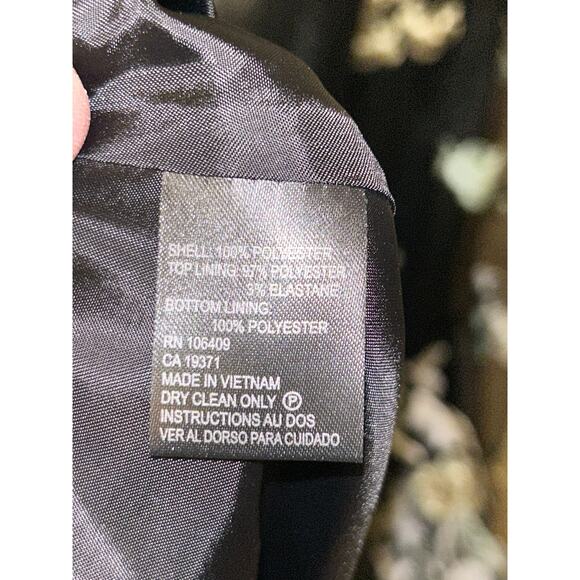 SHELL: 100% POLYESTER
TOP LINING: 97% POLYESTER
3% ELASTANE
BOTTOM LINING:
100% POLYESTER
RN 106409
CA 19371
MADE IN VIETNAM
DRY CLEAN ONLY Ⓟ
INSTRUCTIONS AU DOS
VER AL DORSO PARA CUIDADO